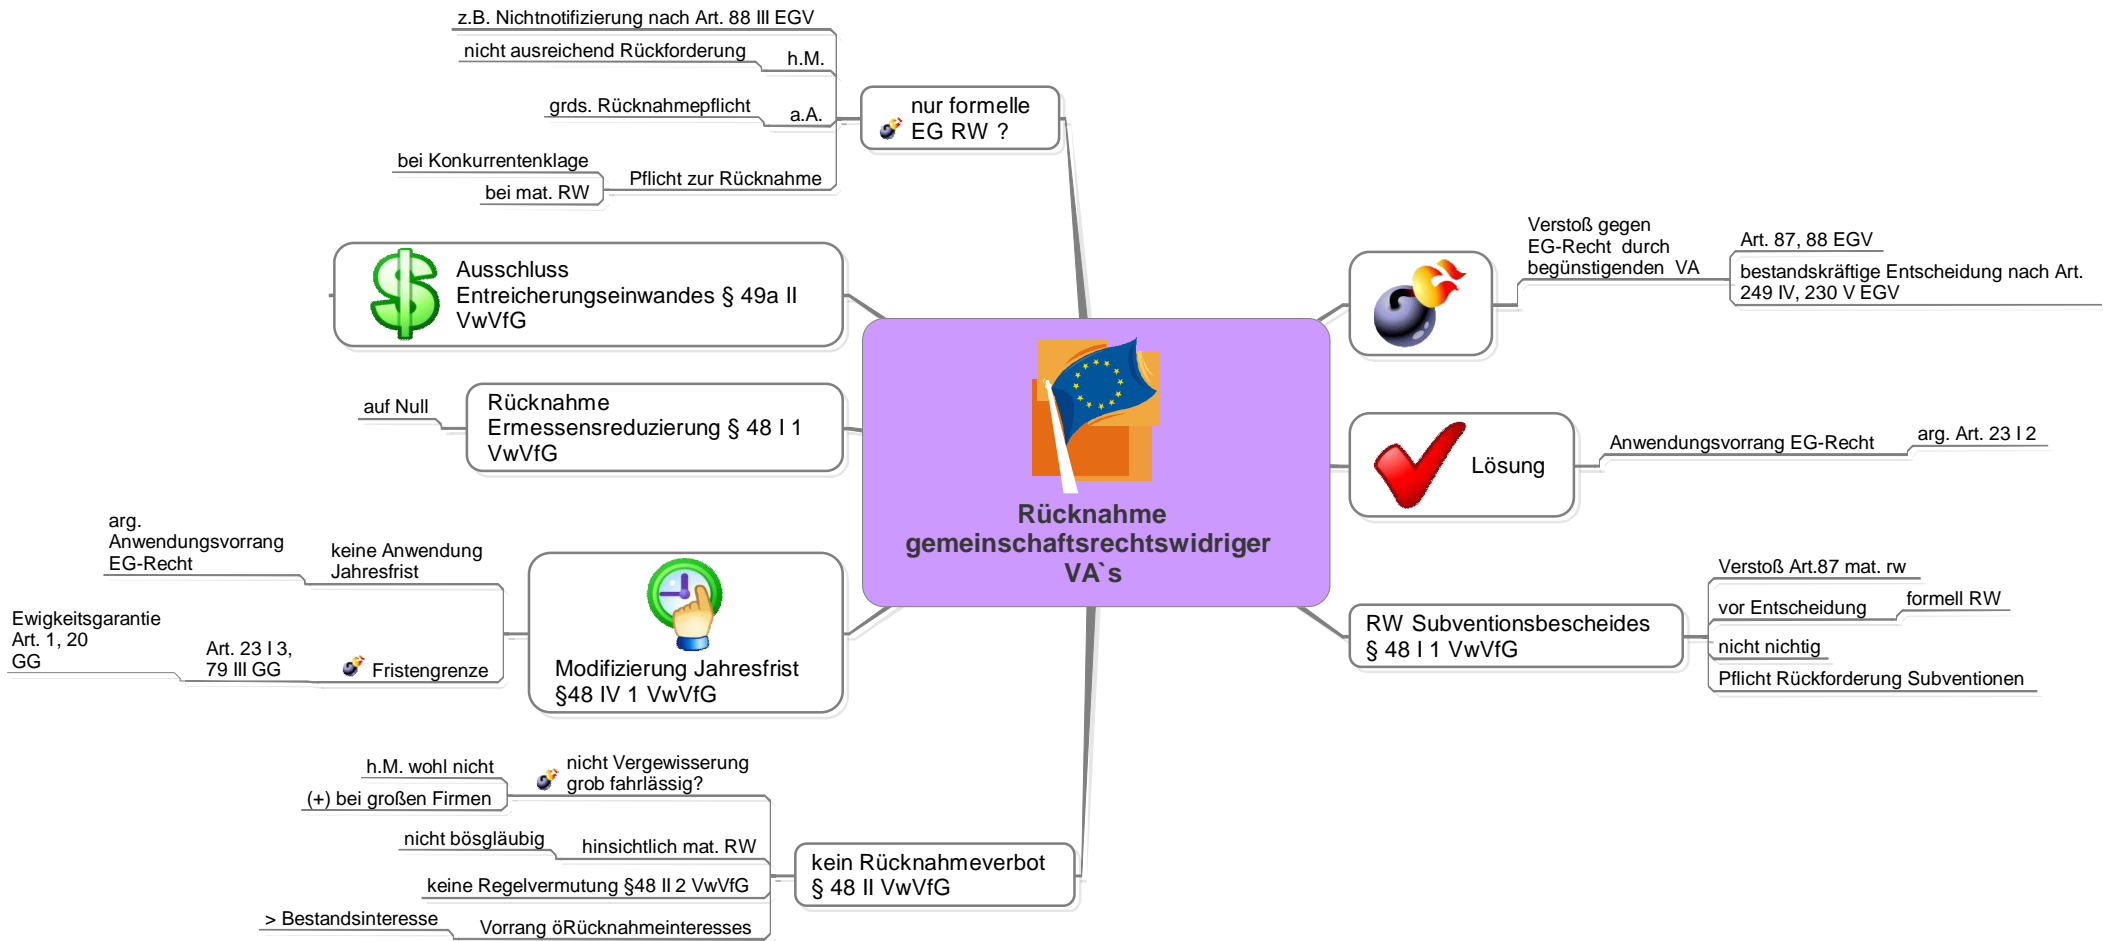 Rücknahme
gemeinschaftsrechtswidriger
VA`s
Verstoß gegen
EG-Recht durch
begünstigenden VA
Art. 87, 88 EGV
bestandskräftige Entscheidung nach Art.
249 IV, 230 V EGV
Lösung
Anwendungsvorrang EG-Recht
arg. Art. 23 I 2
RW Subventionsbescheides
§ 48 I 1 VwVfG
Verstoß Art.87 mat. rw
vor Entscheidung
formell RW
nicht nichtig
Pflicht Rückforderung Subventionen
kein Rücknahmeverbot
§ 48 II VwVfG
nicht Vergewisserung
grob fahrlässig?
h.M. wohl nicht
(+) bei großen Firmen
hinsichtlich mat. RW
nicht bösgläubig
keine Regelvermutung §48 II 2 VwVfG
Vorrang öRücknahmeinteresses
> Bestandsinteresse
Modifizierung Jahresfrist
§48 IV 1 VwVfG
keine Anwendung
Jahresfrist
arg.
Anwendungsvorrang
EG-Recht
Fristengrenze
Art. 23 I 3,
79 III GG
Ewigkeitsgarantie
Art. 1, 20
GG
Rücknahme
Ermessensreduzierung § 48 I 1
VwVfG
auf Null
Ausschluss
Entreicherungseinwandes § 49a II
VwVfG
nur formelle
EG RW ?
z.B. Nichtnotifizierung nach Art. 88 III EGV
h.M.
nicht ausreichend Rückforderung
a.A.
grds. Rücknahmepflicht
Pflicht zur Rücknahme
bei Konkurrentenklage
bei mat. RW